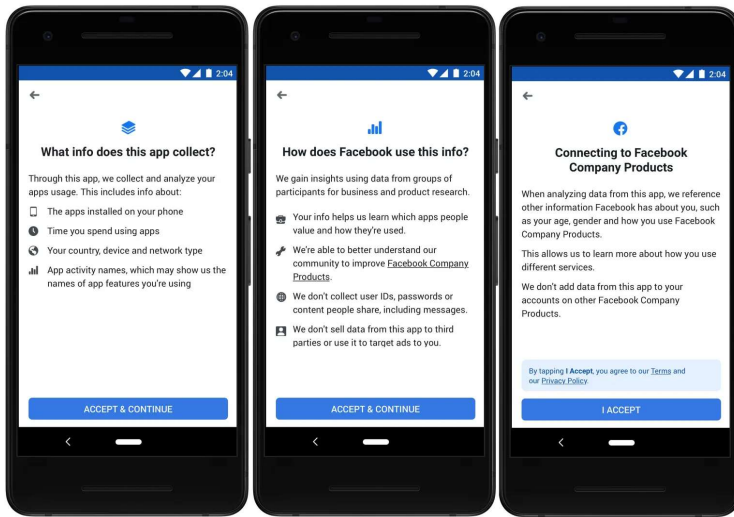 2:04
What info does this app collect?
Through this app, we collect and analyze your
apps usage. This includes info about:
The apps installed on your phone
Time you spend using apps
Your country, device and network type
App activity names, which may show us the
names of app features you're using
ACCEPT & CONTINUE
2:04
How does Facebook use this info?
We gain insights using data from groups of
participants for business and product research.
Your info helps us learn which apps people
value and how they're used.
We're able to better understand our
community to improve Facebook Company
Products.
We don't collect user IDs, passwords or
content people share, including messages.
We don't sell data from this app to third
parties or use it to target ads to you.
ACCEPT & CONTINUE
2:04
Connecting to Facebook
Company Products
When analyzing data from this app, we reference
other information Facebook has about you, such
as your age, gender and how you use Facebook
Company Products.
This allows us to learn more about how you use
different services.
We don't add data from this app to your
accounts on other Facebook Company
Products.
By tapping I Accept, you agree to our Terms and
our Privacy Policy.
I ACCEPT